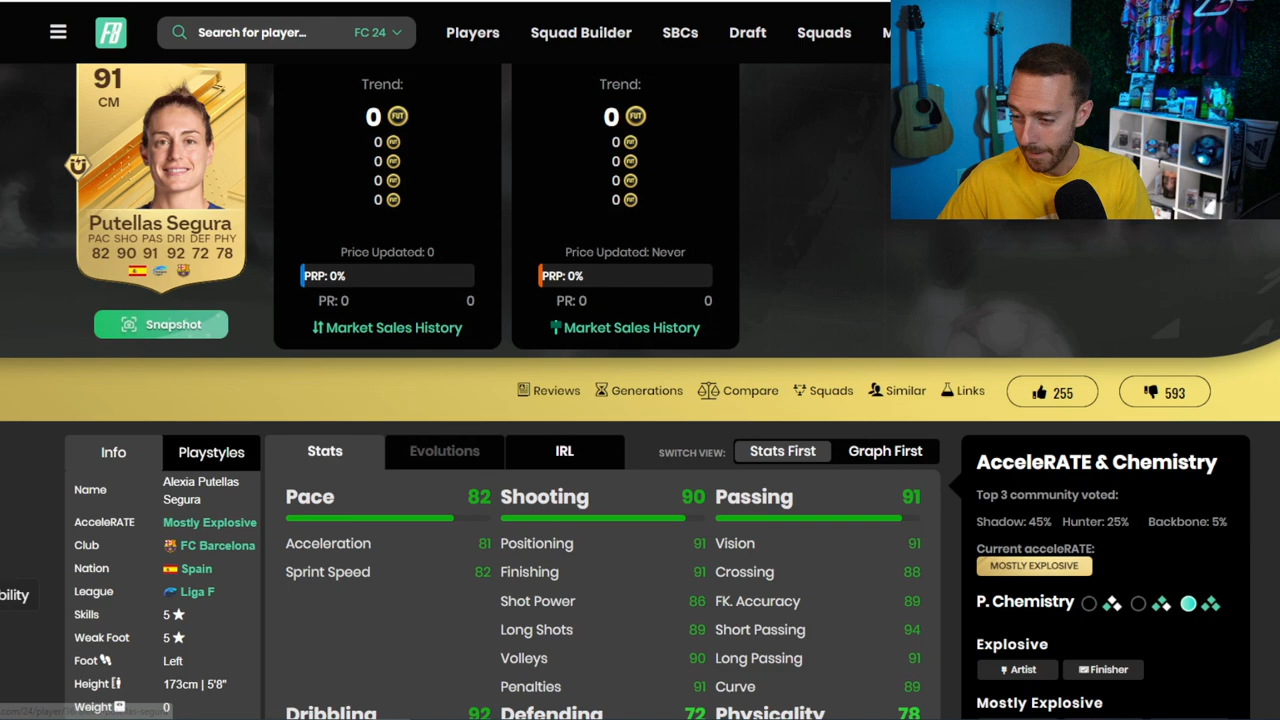 FB
Search for player...
FC 24
Players
Squad Builder
SBCs
Draft
Squads
M
91
CM
Putellas Segura
PAC SHO PAS DRI DEF PHY
82 90 91 92 72 78
Snapshot
Trend:
0 FUT
0
0
0
0
Price Updated: 0
PRP: 0%
PR: 0
0
Market Sales History
Trend:
0 FUT
0
0
0
0
Price Updated: Never
PRP: 0%
PR: 0
0
Market Sales History
Reviews
Generations
Compare
Squads
Similar
Links
255
593
Info
Playstyles
Name Alexia Putellas
Segura
AcceleRATE Mostly Explosive
Club FC Barcelona
Nation Spain
League Liga F
Skills 5
Weak Foot 5
Foot Left
Height 173cm | 5'8"
Weight 0
bility
Stats
Evolutions
IRL
SWITCH VIEW:
Stats First
Graph First
Pace 82
Acceleration 81
Sprint Speed 82
Shooting 90
Positioning 91
Finishing 91
Shot Power 86
Long Shots 89
Volleys 90
Penalties 91
Passing 91
Vision 91
Crossing 88
FK. Accuracy 89
Short Passing 94
Long Passing 91
Curve 89
Dribbling 92
Defending 72
Physicality 78
AcceleRATE & Chemistry
Top 3 community voted:
Shadow: 45% Hunter: 25% Backbone: 5%
Current acceleRATE:
MOSTLY EXPLOSIVE
P. Chemistry
Explosive
Artist
Finisher
Mostly Explosive